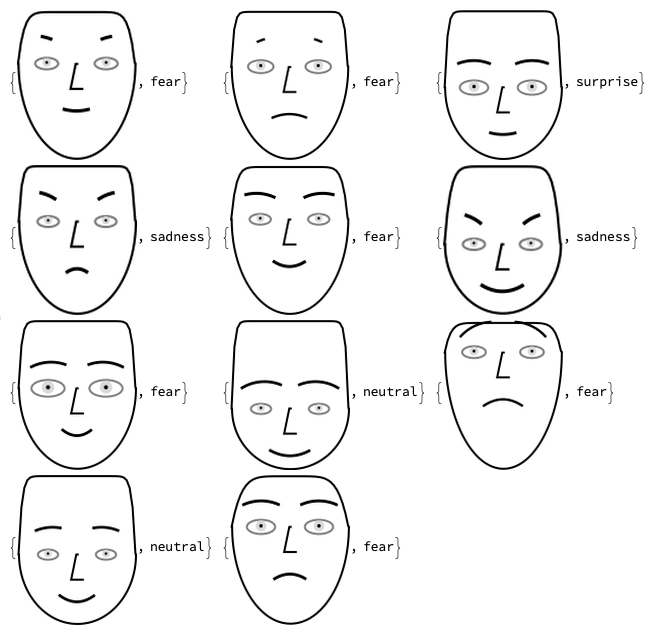 { , fear} { , fear} { , surprise}
{ , sadness} { , fear} { , sadness}
{ , fear} { , neutral} { , fear}
{ , neutral} { , fear}